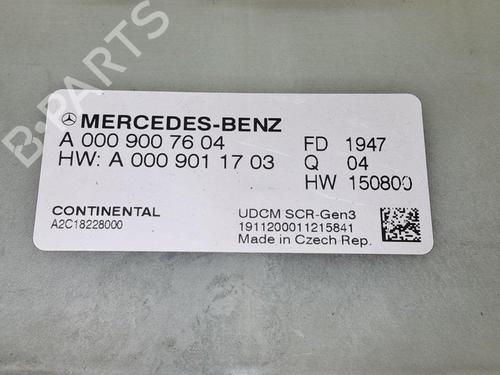 B-PARTS
MERCEDES-BENZ
A 000 900 76 04 FD 1947
HW: A 000 901 17 03 Q 04
HW 150800
CONTINENTAL UDCM SCR-Gen3
A2C18228000 1911200011215841
Made in Czech Rep.